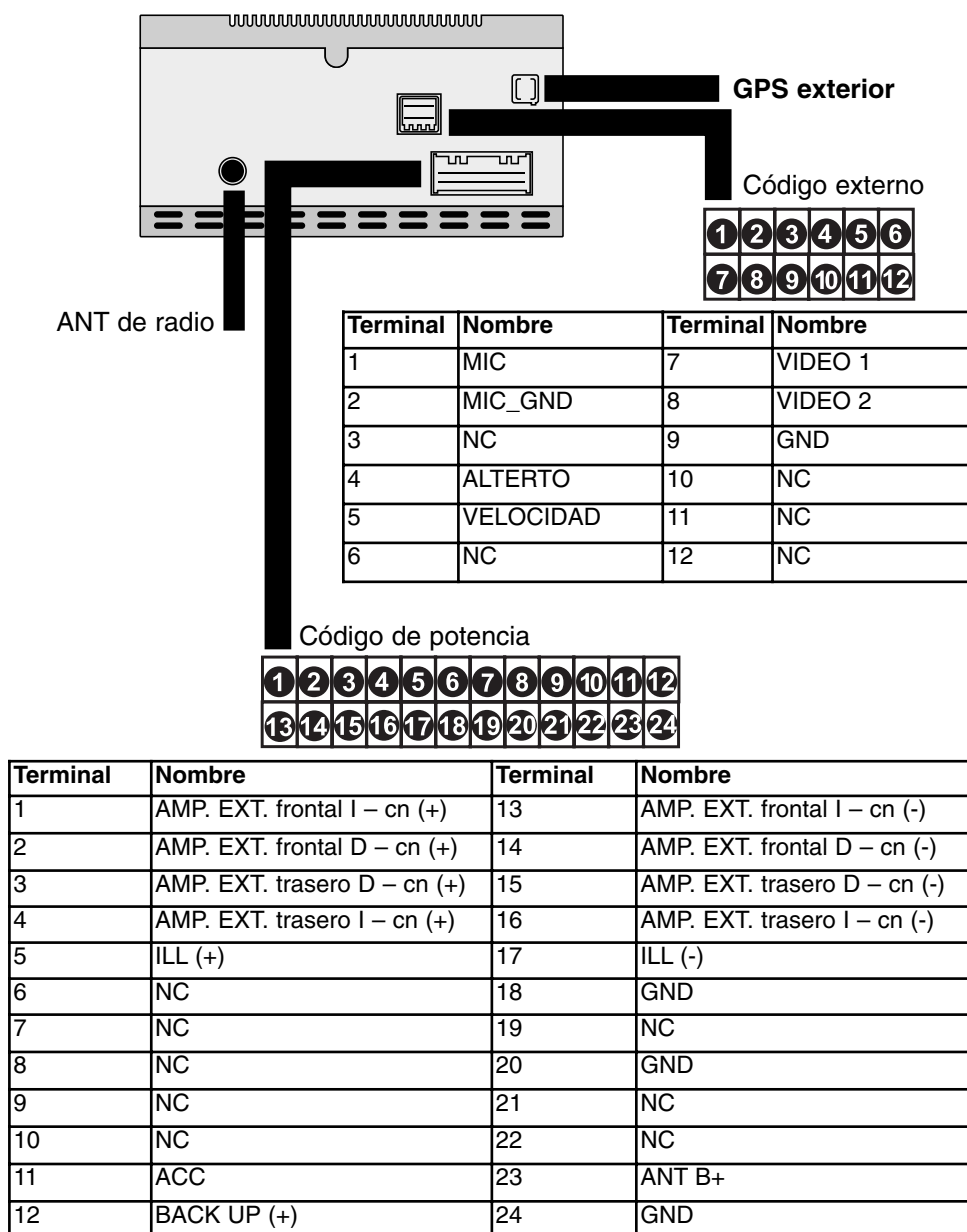 GPS exterior
Código externo
1 2 3 4 5 6
7 8 9 10 11 12
ANT de radio
Terminal Nombre Terminal Nombre
1 MIC 7 VIDEO 1
2 MIC_GND 8 VIDEO 2
3 NC 9 GND
4 ALTERTO 10 NC
5 VELOCIDAD 11 NC
6 NC 12 NC
Código de potencia
1 2 3 4 5 6 7 8 9 10 11 12
13 14 15 16 17 18 19 20 21 22 23 24
Terminal Nombre Terminal Nombre
1 AMP. EXT. frontal I – cn (+) 13 AMP. EXT. frontal I – cn (-)
2 AMP. EXT. frontal D – cn (+) 14 AMP. EXT. frontal D – cn (-)
3 AMP. EXT. trasero D – cn (+) 15 AMP. EXT. trasero D – cn (-)
4 AMP. EXT. trasero I – cn (+) 16 AMP. EXT. trasero I – cn (-)
5 ILL (+) 17 ILL (-)
6 NC 18 GND
7 NC 19 NC
8 NC 20 GND
9 NC 21 NC
10 NC 22 NC
11 ACC 23 ANT B+
12 BACK UP (+) 24 GND